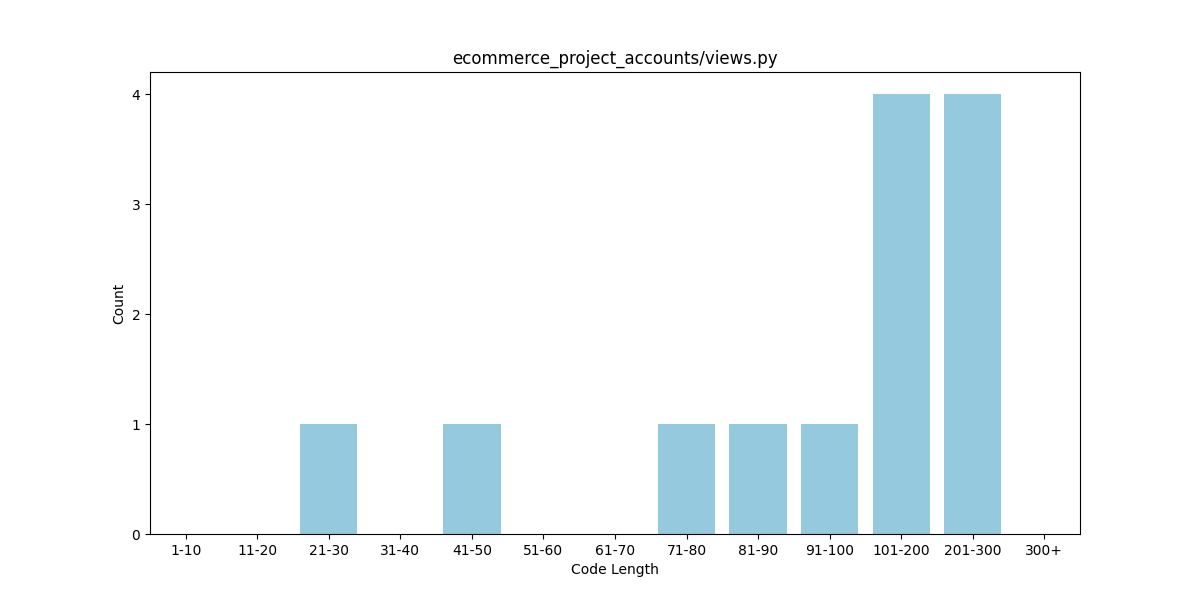 ecommerce_project_accounts/views.py
Count
4
3
2
1
0
1-10 11-20 21-30 31-40 41-50 51-60 61-70 71-80 81-90 91-100 101-200 201-300 300+
Code Length